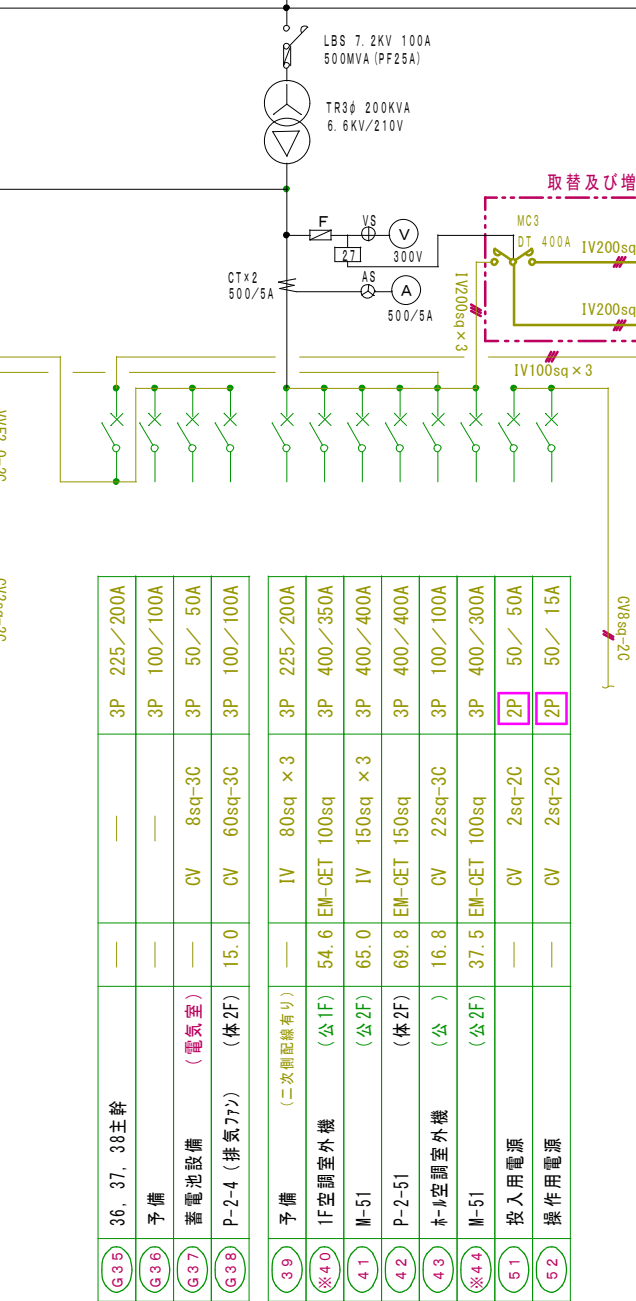 LBS 7.2KV 100A
500MVA(PF25A)
TR3φ 200KVA
6.6KV/210V
取替及び増
F
VS
V
27
300V
MC3
DT 400A
IV200sq
IV200sq
CT×2
500/5A
AS
A
500/5A
IV200sq×3
IV100sq×3
CV8sq-2C
G35 36, 37, 38主幹 — — 3P 225/200A
G36 予備 — — 3P 100/100A
G37 蓄電池設備 (電気室) — CV 8sq-3C 3P 50/ 50A
G38 P-2-4 (排気ファン) (体2F) 15.0 CV 60sq-3C 3P 100/100A
39 予備 (二次側配線有り) — IV 80sq ×3 3P 225/200A
※40 1F空調室外機 (公1F) 54.6 EM-CET 100sq 3P 400/350A
41 M-51 (公2F) 65.0 IV 150sq ×3 3P 400/400A
42 P-2-51 (体2F) 69.8 EM-CET 150sq 3P 400/400A
43 ホール空調室外機 (公 ) 16.8 CV 22sq-3C 3P 100/100A
※44 M-51 (公2F) 37.5 EM-CET 100sq 3P 400/300A
51 投入用電源 — CV 2sq-2C 2P 50/ 50A
52 操作用電源 — CV 2sq-2C 2P 50/ 15A